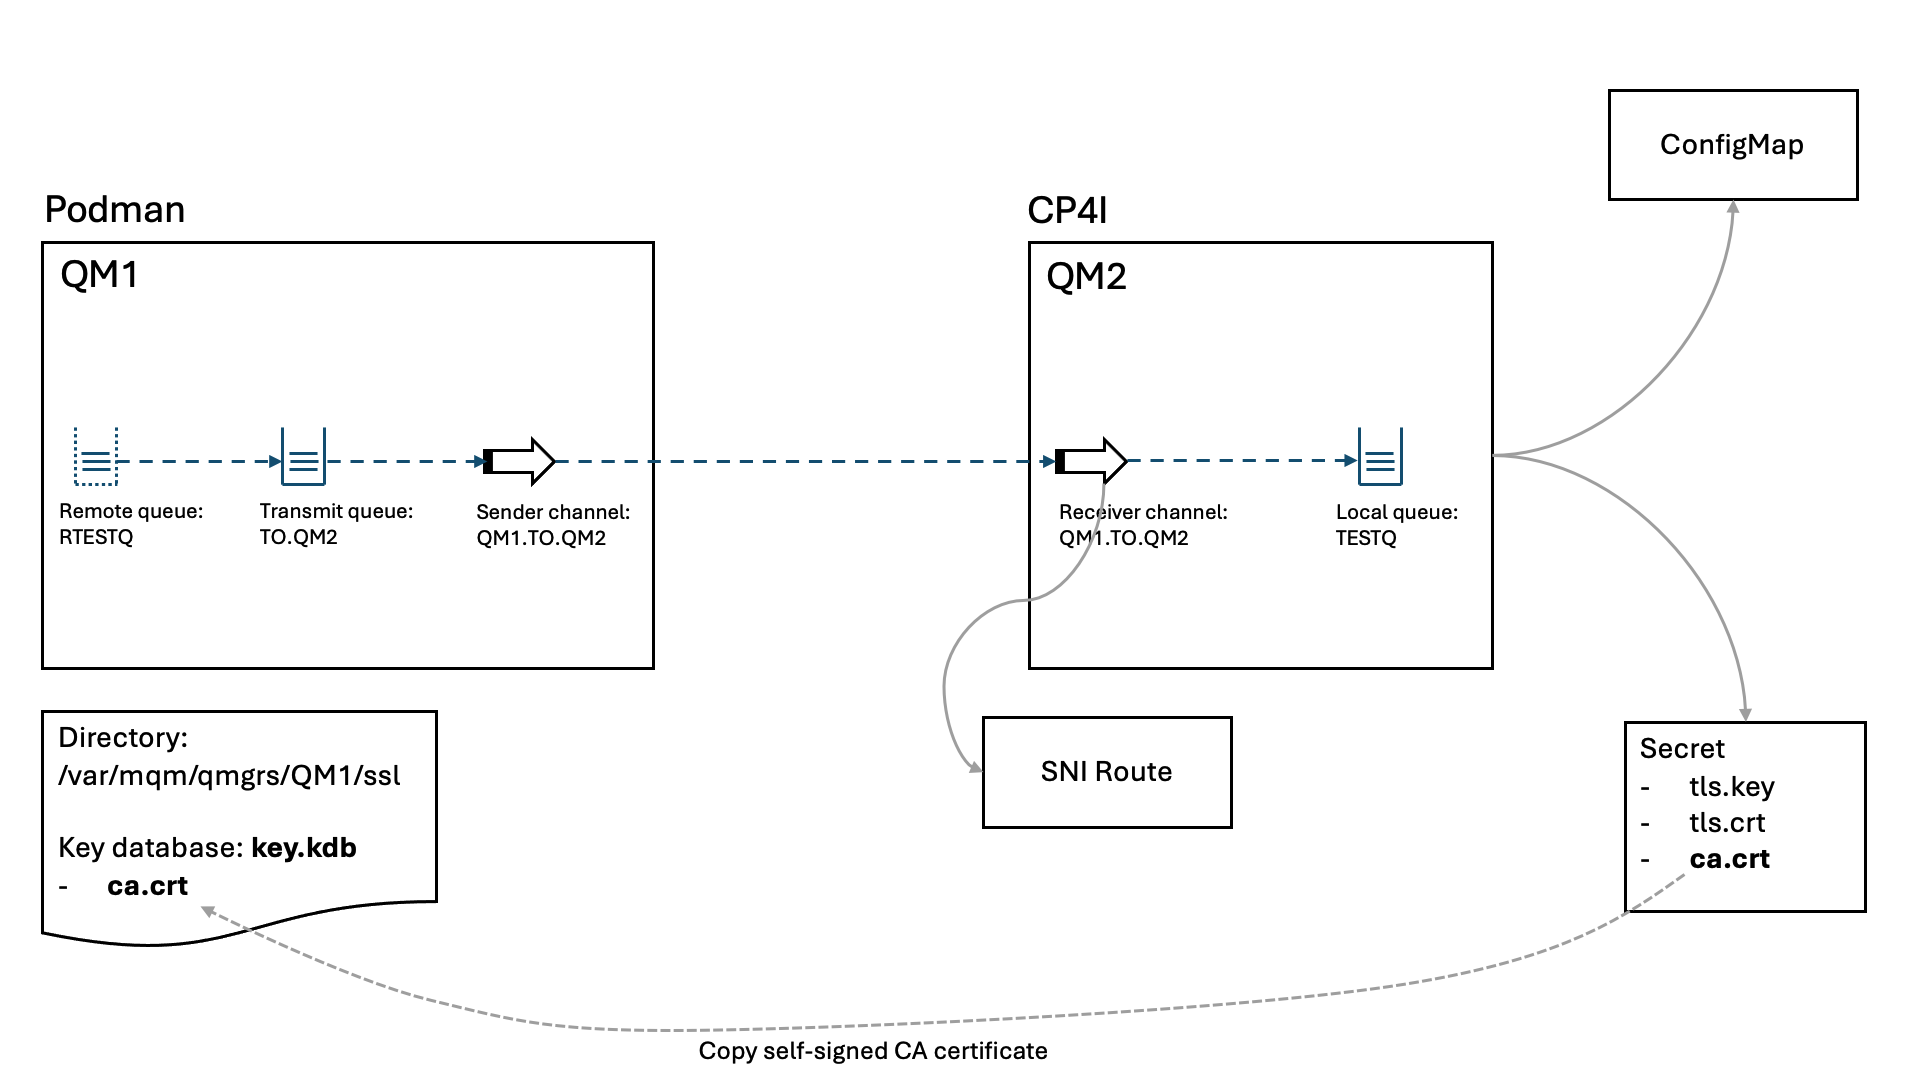 ConfigMap
Podman
CP4I
QM1
QM2
Remote queue:
RTESTQ
Transmit queue:
TO.QM2
Sender channel:
QM1.TO.QM2
Receiver channel:
QM1.TO.QM2
Local queue:
TESTQ
Directory:
/var/mqm/qmgrs/QM1/ssl
Key database: key.kdb
- ca.crt
SNI Route
Secret
- tls.key
- tls.crt
- ca.crt
Copy self-signed CA certificate